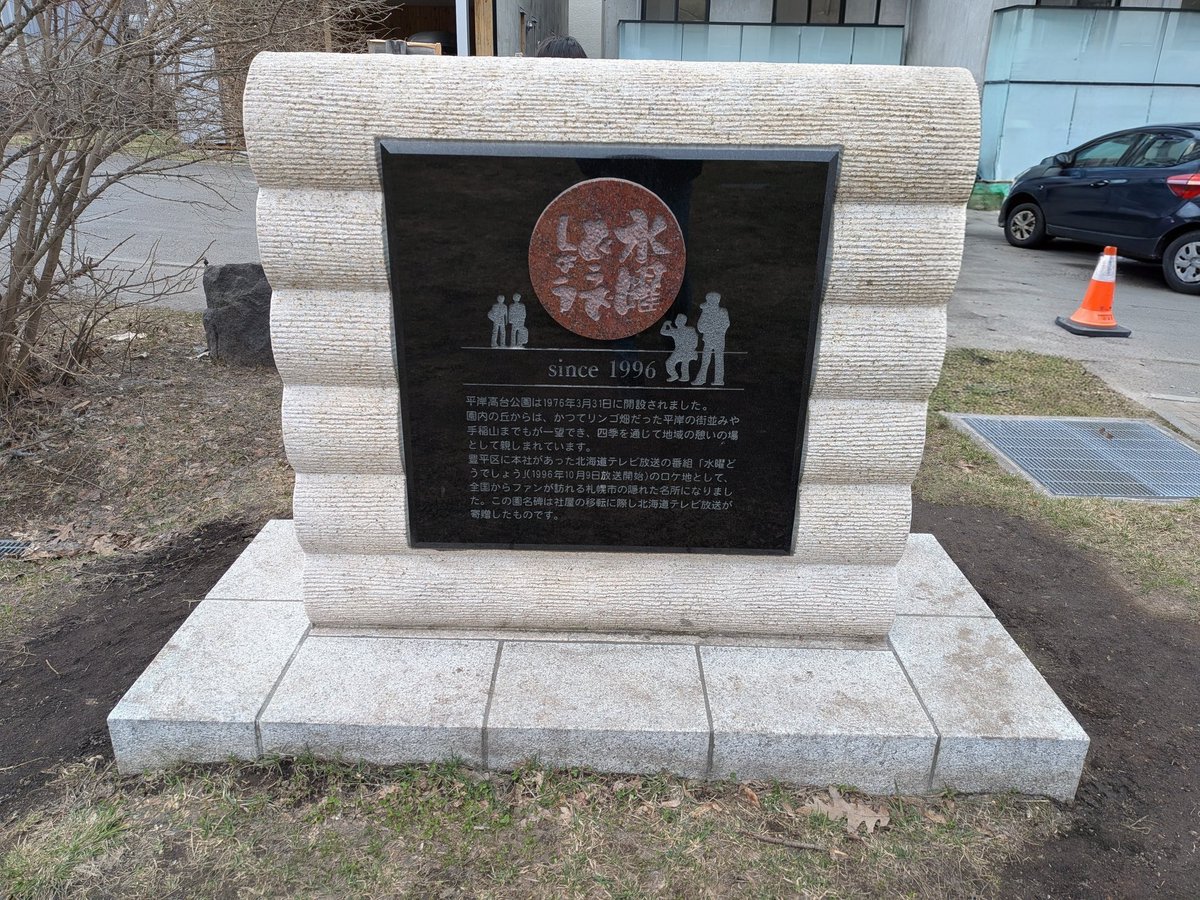 水曜
どうで
しょう
since 1996
平岸高台公園は1976年3月31日に開設されました。
園内の丘からは、かつてリンゴ畑だった平岸の街並みや
手稲山までもが一望でき、四季を通じて地域の憩いの場
として親しまれています。
豊平区に本社があった北海道テレビ放送の番組「水曜ど
うでしょう」(1996年10月9日放送開始)のロケ地として、
全国からファンが訪れる札幌市の隠れた名所になりまし
た。この園名碑は社屋の移転に際し北海道テレビ放送が
寄贈したものです。